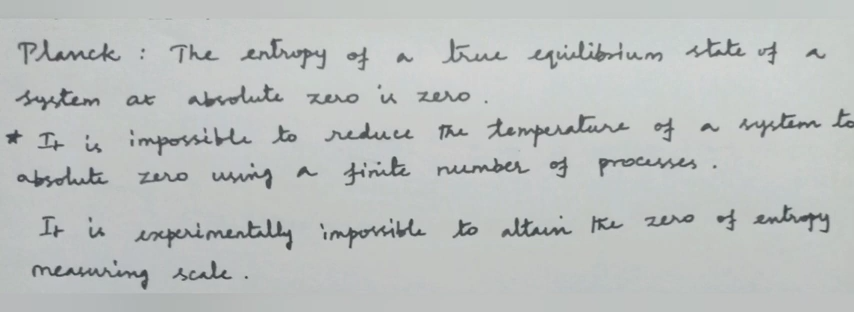 Planck : The entropy of a true equilibrium state of a
system at absolute zero is zero.
* It is impossible to reduce the temperature of a system to
absolute zero using a finite number of processes.
It is experimentally impossible to attain the zero of entropy
measuring scale.